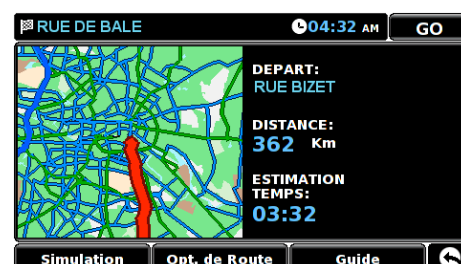 RUE DE BALE
04:32 AM
GO
DEPART:
RUE BIZET
DISTANCE:
362 Km
ESTIMATION
TEMPS:
03:32
Simulation
Opt. de Route
Guide